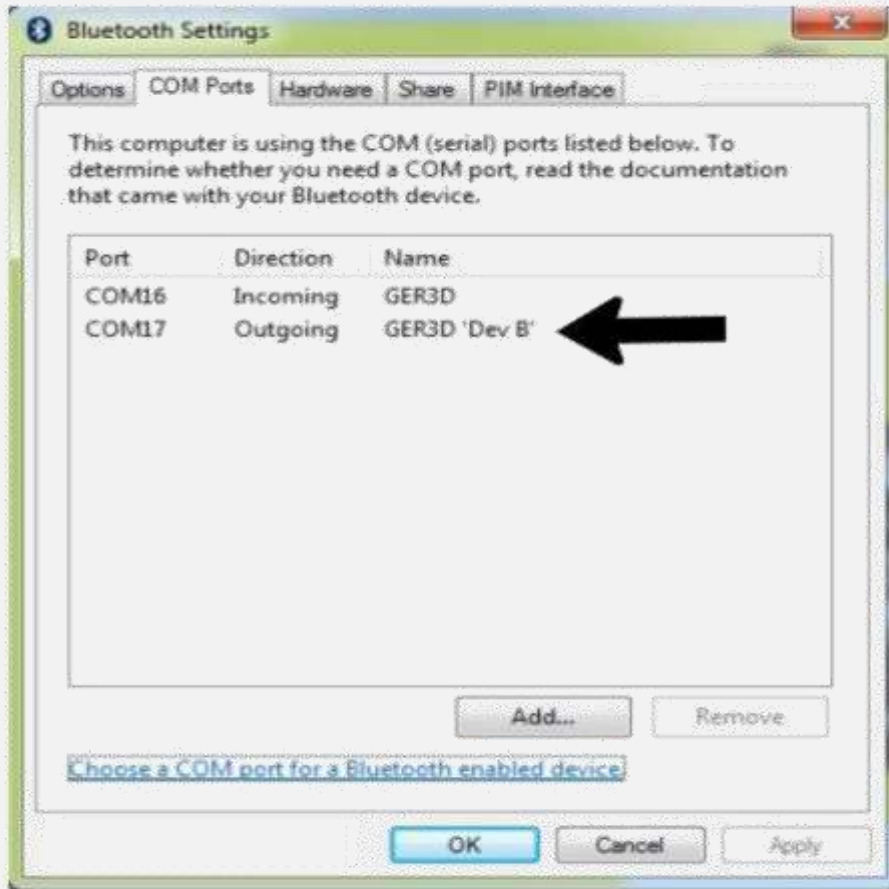 Bluetooth Settings
Options COM Ports Hardware Share PIM Interface
This computer is using the COM (serial) ports listed below. To
determine whether you need a COM port, read the documentation
that came with your Bluetooth device.
Port Direction Name
COM16 Incoming GER3D
COM17 Outgoing GER3D 'Dev B'
Add... Remove
Choose a COM port for a Bluetooth enabled device
OK Cancel Apply